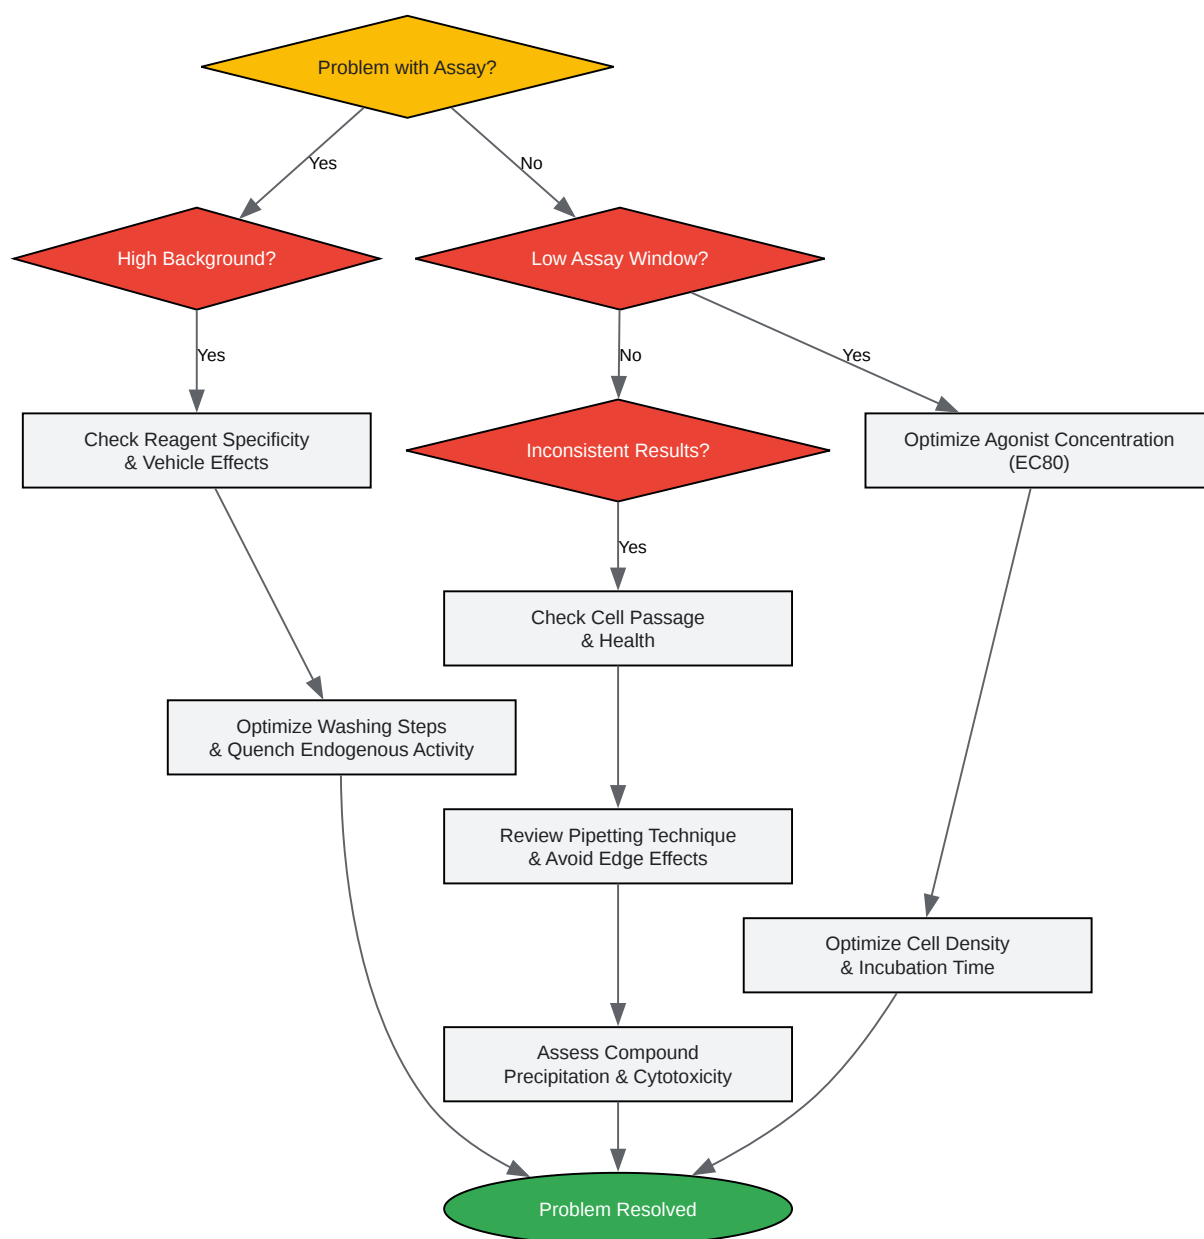 Problem with Assay?
Yes
No
High Background?
Low Assay Window?
Yes
No
Yes
Check Reagent Specificity
& Vehicle Effects
Inconsistent Results?
Optimize Agonist Concentration
(EC80)
Yes
Check Cell Passage
& Health
Optimize Washing Steps
& Quench Endogenous Activity
Review Pipetting Technique
& Avoid Edge Effects
Optimize Cell Density
& Incubation Time
Assess Compound
Precipitation & Cytotoxicity
Problem Resolved